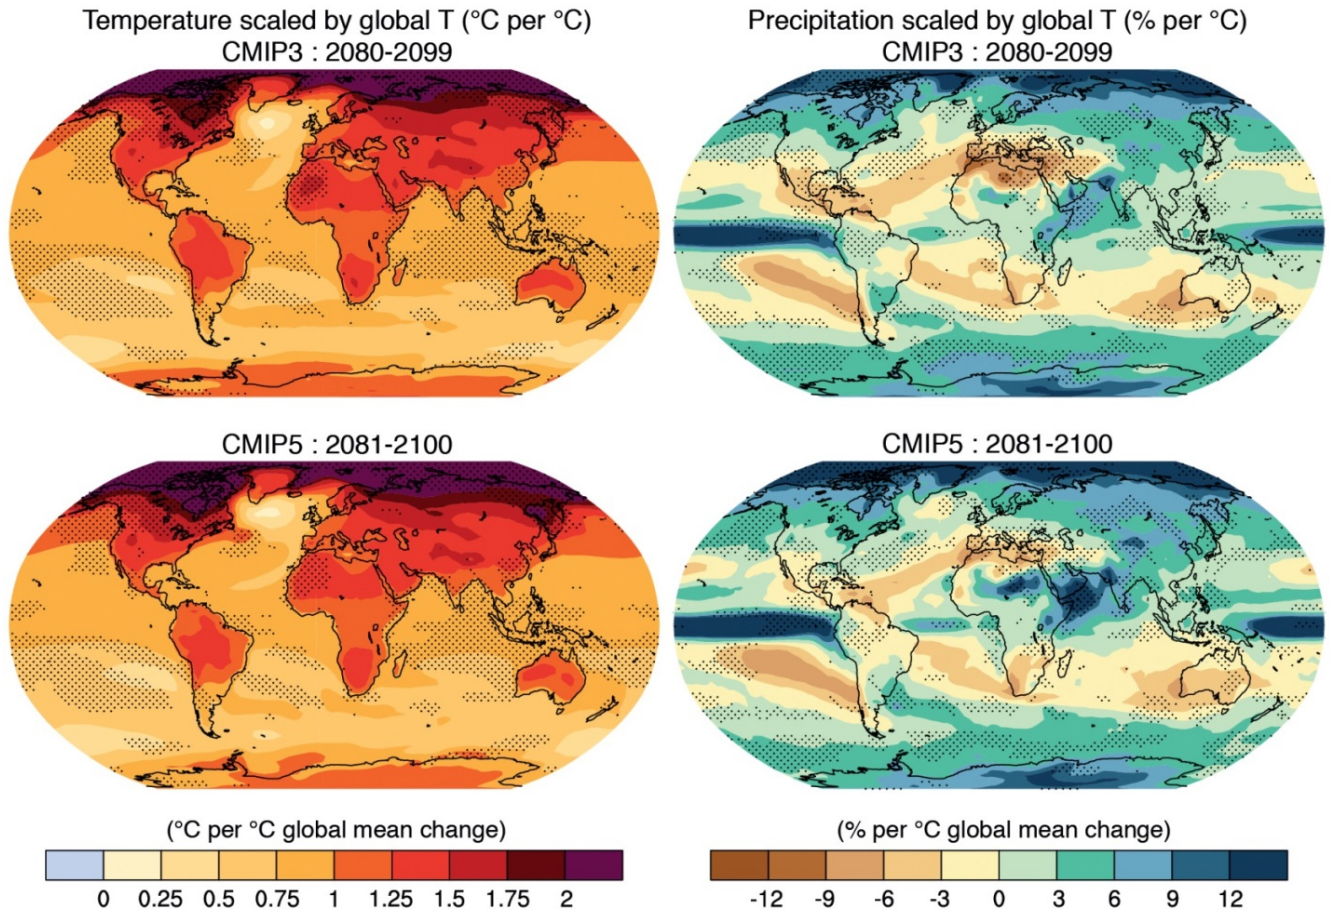 Temperature scaled by global T (°C per °C)
CMIP3 : 2080-2099
Precipitation scaled by global T (% per °C)
CMIP3 : 2080-2099
CMIP5 : 2081-2100
CMIP5 : 2081-2100
(°C per °C global mean change)
0 0.25 0.5 0.75 1 1.25 1.5 1.75 2
(% per °C global mean change)
-12 -9 -6 -3 0 3 6 9 12